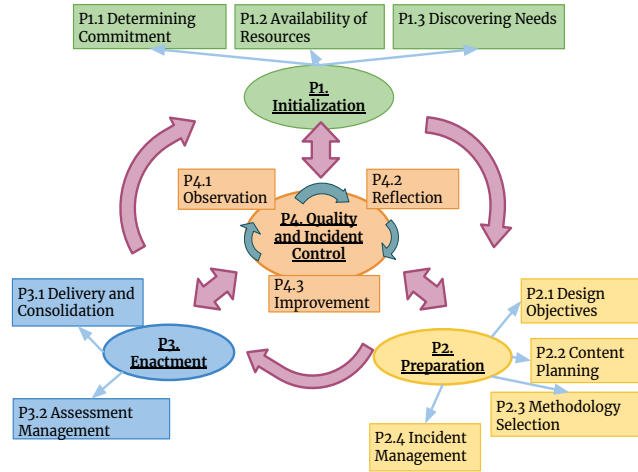 P1.1 Determining
Commitment
P1.2 Availability of
Resources
P1.3 Discovering Needs
P1.
Initialization
P4.1
Observation
P4.2
Reflection
P4. Quality
and Incident
Control
P4.3
Improvement
P3.1 Delivery and
Consolidation
P3.
Enactment
P3.2 Assessment
Management
P2.
Preparation
P2.1 Design
Objectives
P2.2 Content
Planning
P2.3 Methodology
Selection
P2.4 Incident
Management